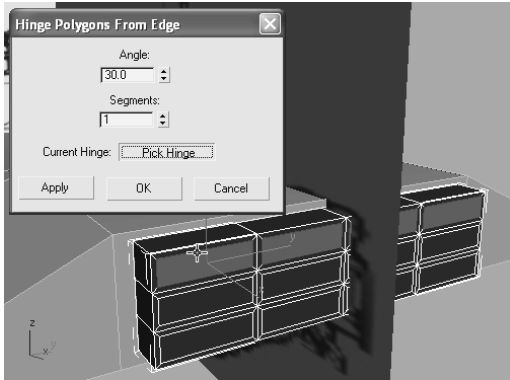 Hinge Polygons From Edge
Angle:
30.0
Segments:
1
Current Hinge: Pick Hinge
Apply OK Cancel
y
z
x